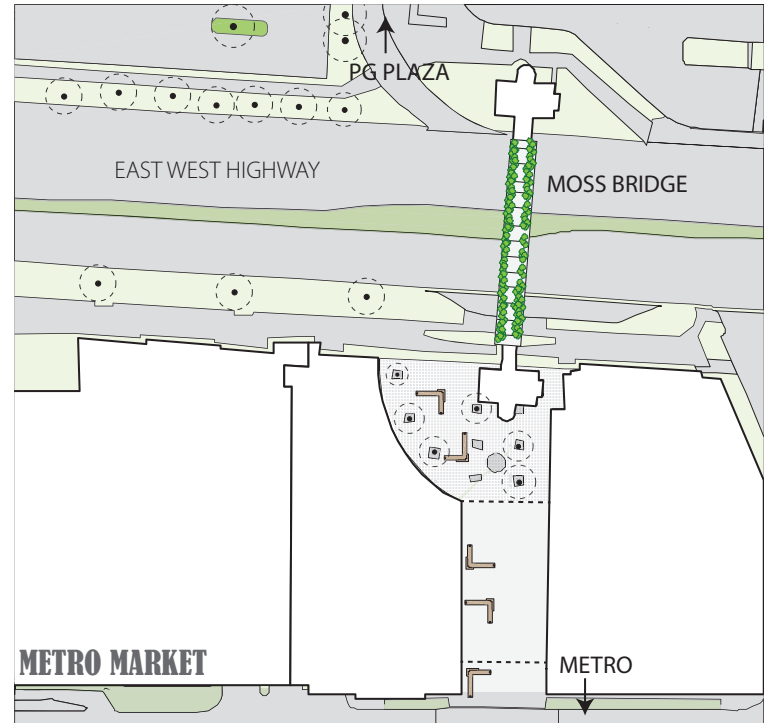 PG PLAZA
EAST WEST HIGHWAY
MOSS BRIDGE
METRO MARKET
METRO